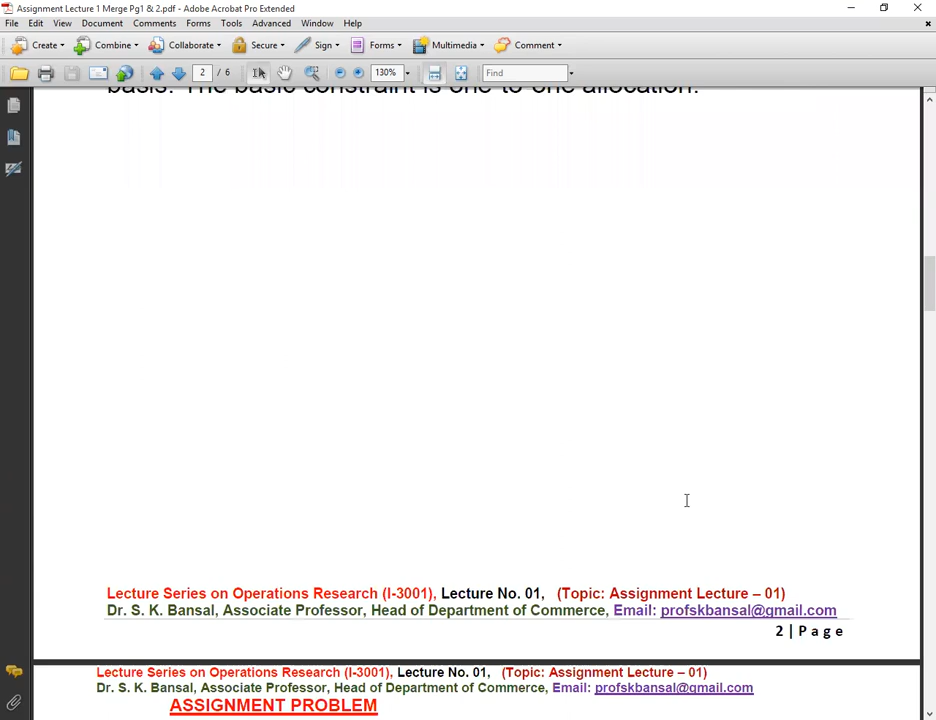 Assignment Lecture 1 Merge Pg1 & 2.pdf - Adobe Acrobat Pro Extended
File Edit View Document Comments Forms Tools Advanced Window Help
Create Combine Collaborate Secure Sign Forms Multimedia Comment
2 / 6 130% Find
basis. The basic constraint is one to one allocation.
Lecture Series on Operations Research (I-3001), Lecture No. 01, (Topic: Assignment Lecture – 01)
Dr. S. K. Bansal, Associate Professor, Head of Department of Commerce, Email: profskbansal@gmail.com
2 | P a g e
Lecture Series on Operations Research (I-3001), Lecture No. 01, (Topic: Assignment Lecture – 01)
Dr. S. K. Bansal, Associate Professor, Head of Department of Commerce, Email: profskbansal@gmail.com
ASSIGNMENT PROBLEM